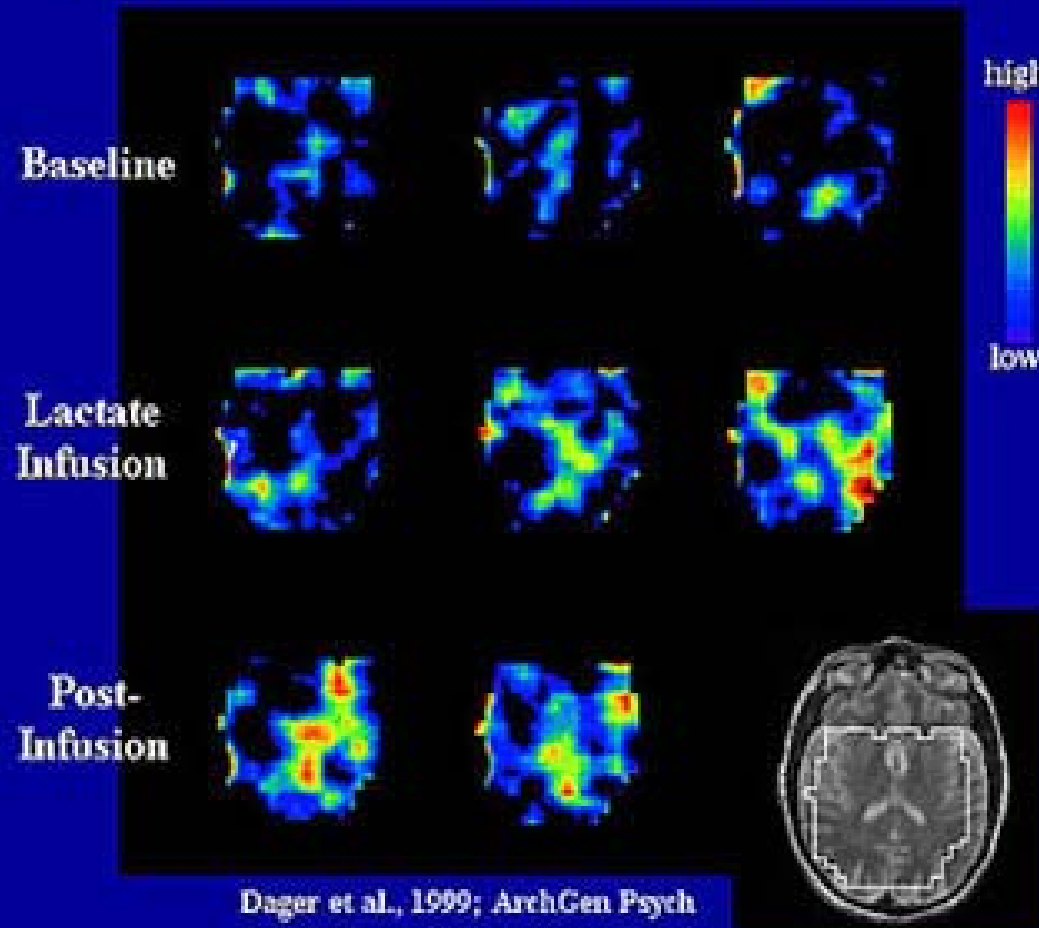 high
Baseline
low
Lactate
Infusion
Post-
Infusion
Dager et al., 1999; ArchGen Psych